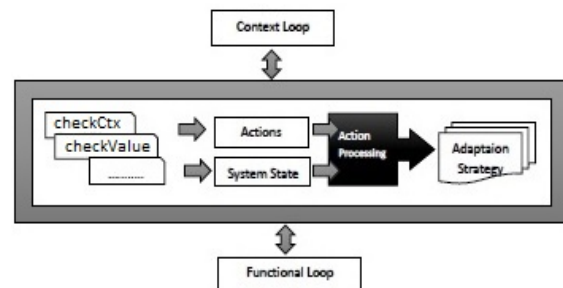 Context Loop
checkCtx
checkValue
............
Actions
System State
Action
Processing
Adaptaion
Strategy
Functional Loop